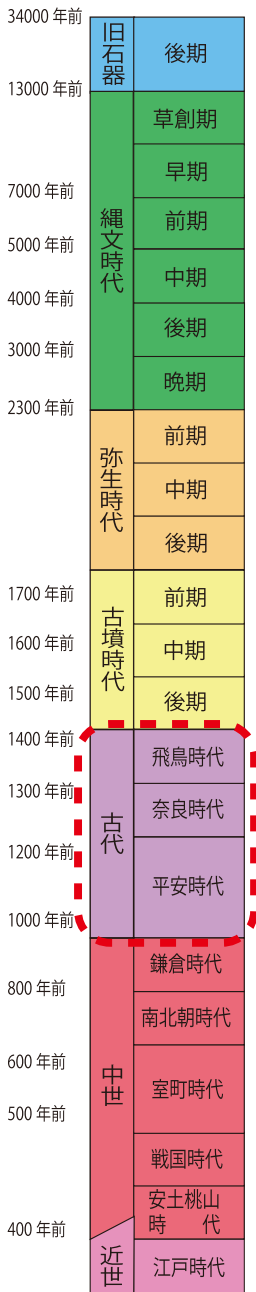 34000 年前
旧石器
後期
13000 年前
縄文時代
草創期
早期
7000 年前
前期
5000 年前
中期
4000 年前
後期
3000 年前
晩期
2300 年前
弥生時代
前期
中期
後期
1700 年前
古墳時代
前期
1600 年前
中期
1500 年前
後期
1400 年前
古代
飛鳥時代
1300 年前
奈良時代
1200 年前
平安時代
1000 年前
中世
鎌倉時代
800 年前
南北朝時代
600 年前
室町時代
500 年前
戦国時代
安土桃山
時　代
400 年前
近世
江戸時代